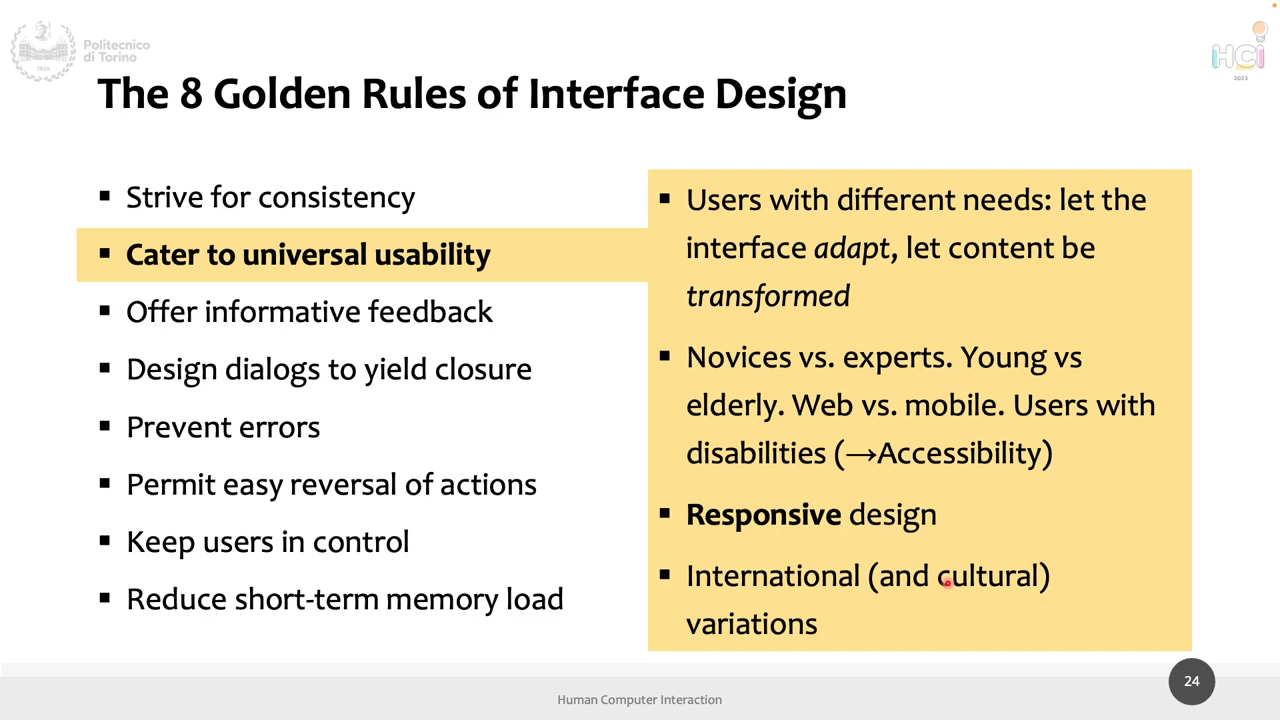 Politecnico
di Torino
1859
HCI
2023
The 8 Golden Rules of Interface Design
▪ Strive for consistency
▪ Cater to universal usability
▪ Offer informative feedback
▪ Design dialogs to yield closure
▪ Prevent errors
▪ Permit easy reversal of actions
▪ Keep users in control
▪ Reduce short-term memory load
▪ Users with different needs: let the
interface adapt, let content be
transformed
▪ Novices vs. experts. Young vs
elderly. Web vs. mobile. Users with
disabilities (→Accessibility)
▪ Responsive design
▪ International (and cultural)
variations
Human Computer Interaction
24